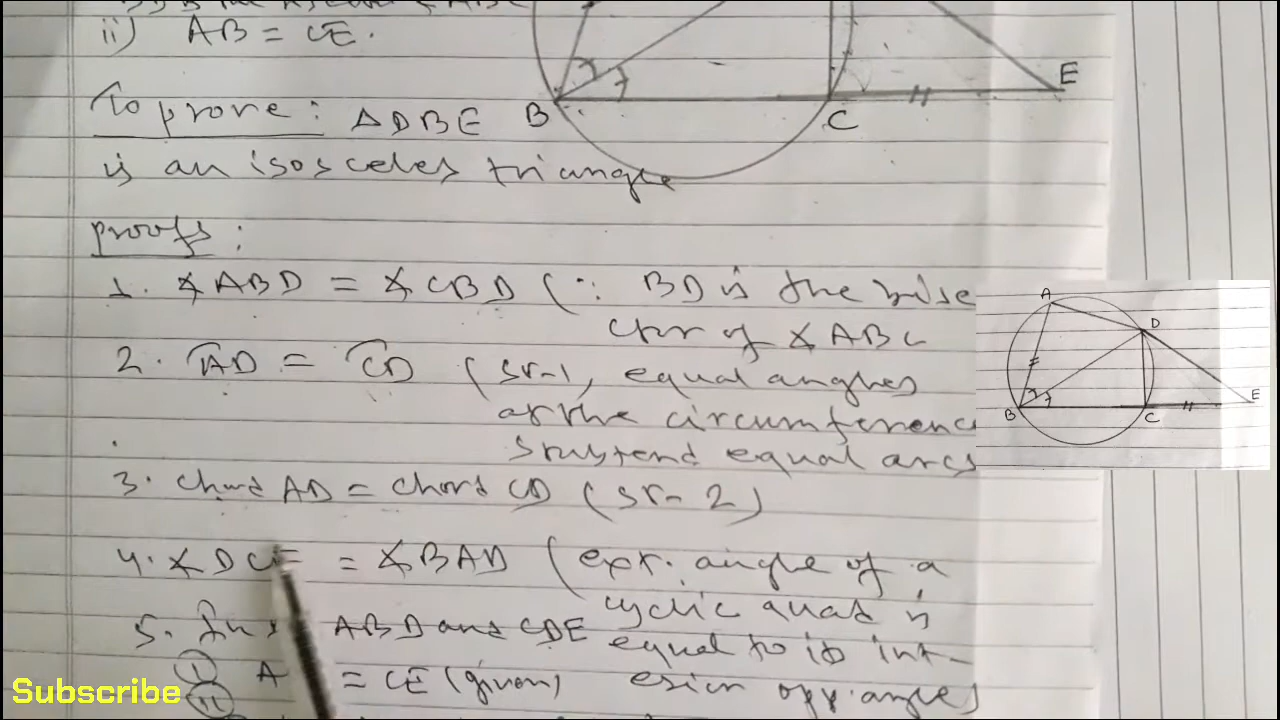 ii) AB = CE.
E
To prove: ΔDBE B C
is an isosceles triangle
proofs:
1. ∡ABD = ∡CBD (∵ BD is the bise
ctor of ∡ABC
A
D
B C E
2. AD = CD (sr-1, equal angles
at the circumferenc
subtend equal arcs
3. chord AD = chord CD (sr-2)
4. ∡DCE = ∡BAD (ext. angle of a
cyclic quad is
5. ABD and CDE equal to its int-
(i) A = CE (given) erior opp. angles
(ii)
Subscribe